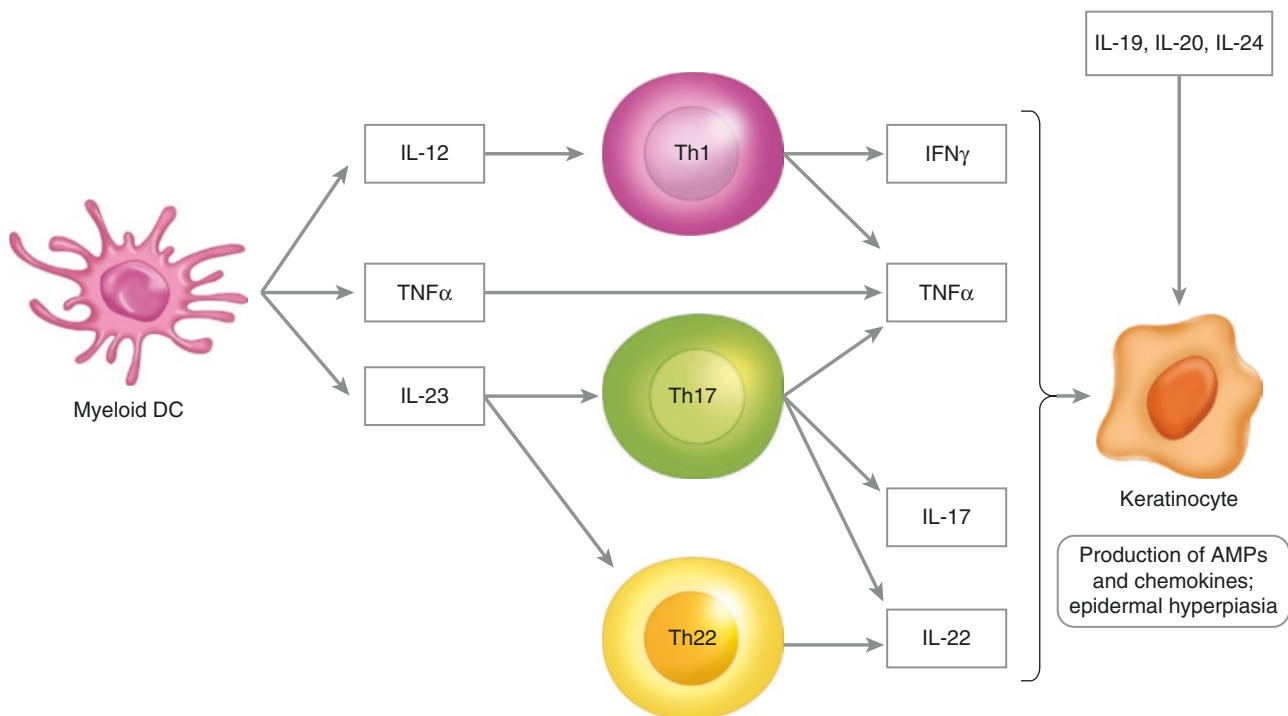 IL-19, IL-20, IL-24
IL-12
Th1
IFNγ
TNFα
TNFα
Myeloid DC
IL-23
Th17
IL-17
Keratinocyte
Production of AMPs
and chemokines;
epidermal hyperpiasia
Th22
IL-22